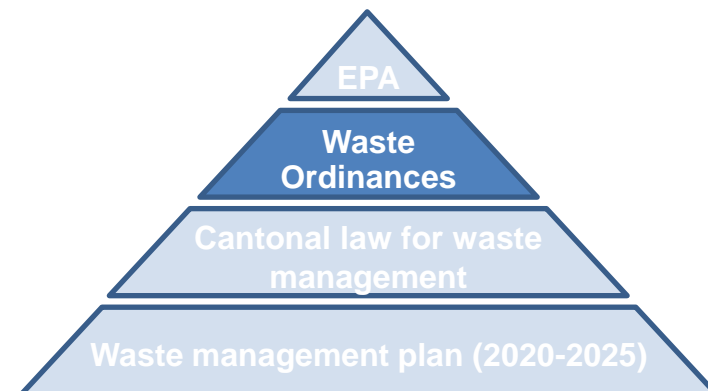 EPA
Waste
Ordinances
Cantonal law for waste
management
Waste management plan (2020-2025)